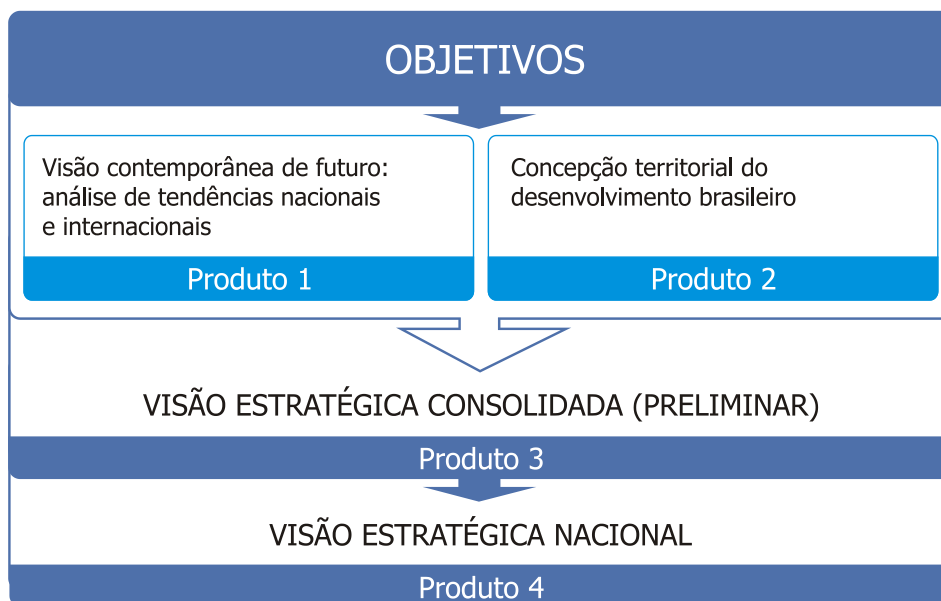 OBJETIVOS
Visão contemporânea de futuro:
análise de tendências nacionais
e internacionais
Produto 1
Concepção territorial do
desenvolvimento brasileiro
Produto 2
VISÃO ESTRATÉGICA CONSOLIDADA (PRELIMINAR)
Produto 3
VISÃO ESTRATÉGICA NACIONAL
Produto 4